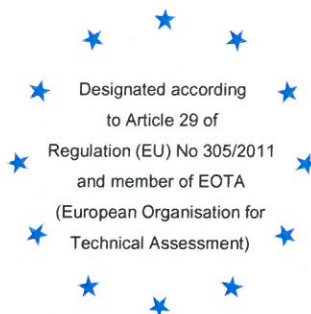 Designated according
to Article 29 of
Regulation (EU) No 305/2011
and member of EOTA
(European Organisation for
Technical Assessment)